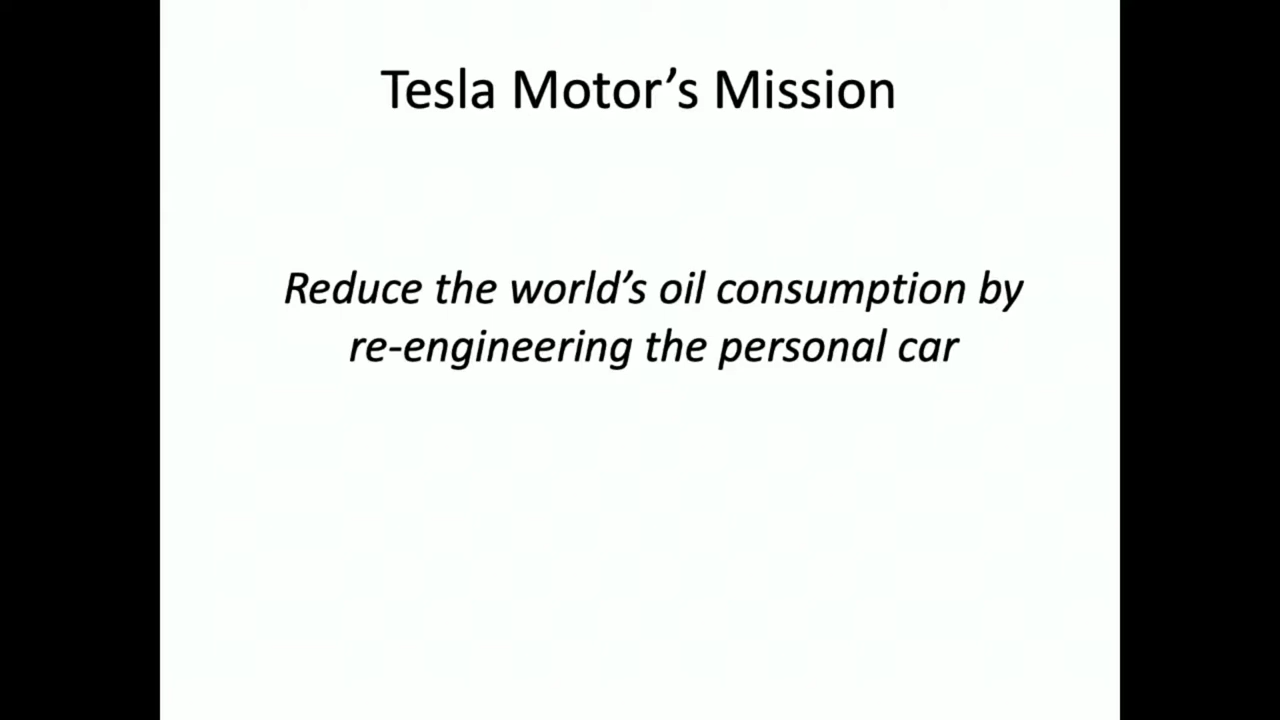 Tesla Motor’s Mission
Reduce the world’s oil consumption by
re-engineering the personal car